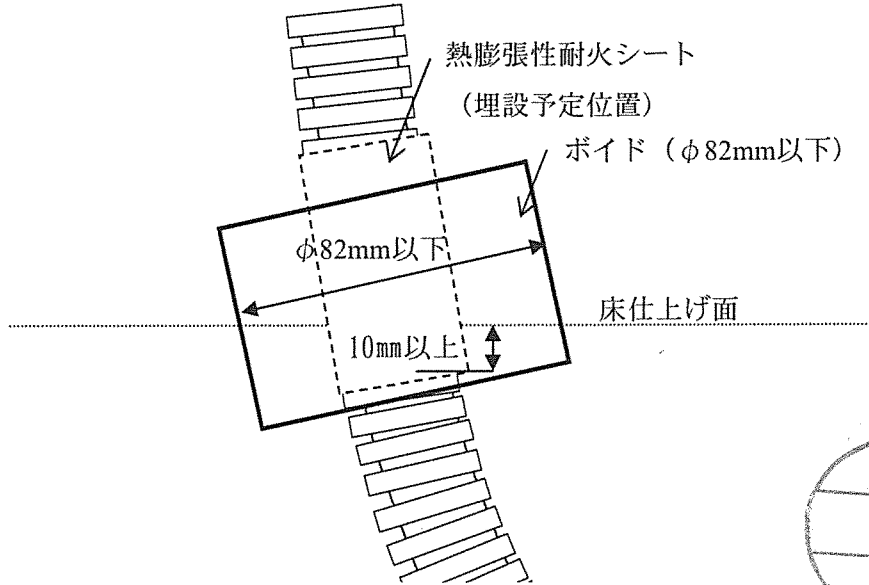 熱膨張性耐火シート
（埋設予定位置）
ボイド（φ82mm以下）
φ82mm以下
床仕上げ面
10mm以上